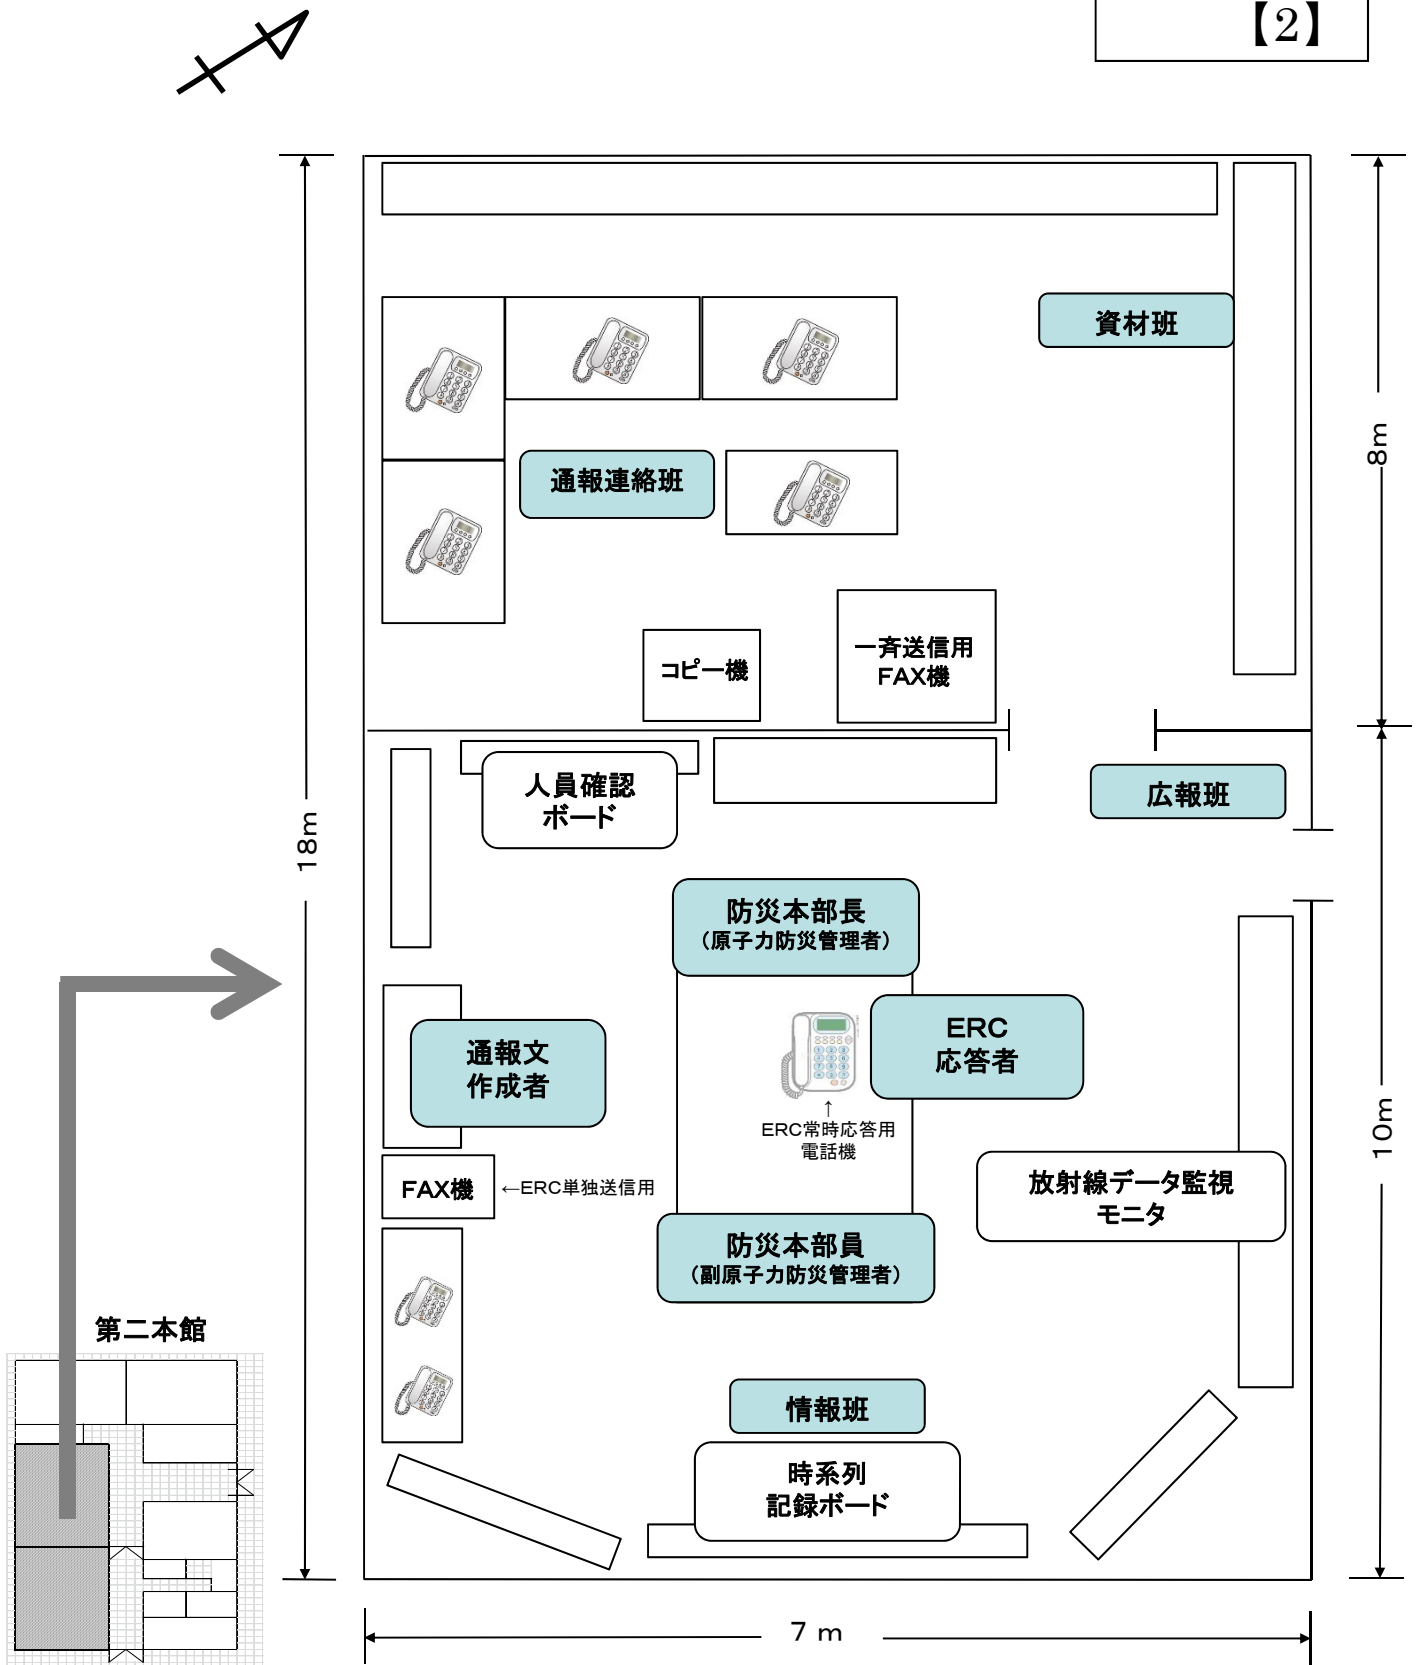 【2】
資材班
通報連絡班
8m
コピー機
一斉送信用
FAX機
人員確認
ボード
広報班
18m
防災本部長
（原子力防災管理者）
ERC
応答者
通報文
作成者
↑
ERC常時応答用
電話機
10m
FAX機
←ERC単独送信用
放射線データ監視
モニタ
防災本部員
（副原子力防災管理者）
第二本館
情報班
時系列
記録ボード
7 m